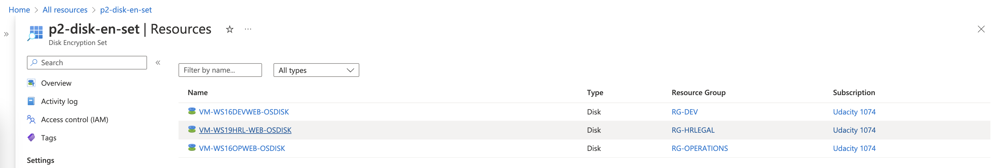 Home > All resources > p2-disk-en-set
p2-disk-en-set | Resources
Disk Encryption Set
Search
Filter by name...
All types
Overview
Activity log
Access control (IAM)
Tags
Settings
Name Type Resource Group Subscription
VM-WS16DEVWEB-OSDISK Disk RG-DEV Udacity 1074
VM-WS19HRL-WEB-OSDISK Disk RG-HRLEGAL Udacity 1074
VM-WS16OPWEB-OSDISK Disk RG-OPERATIONS Udacity 1074